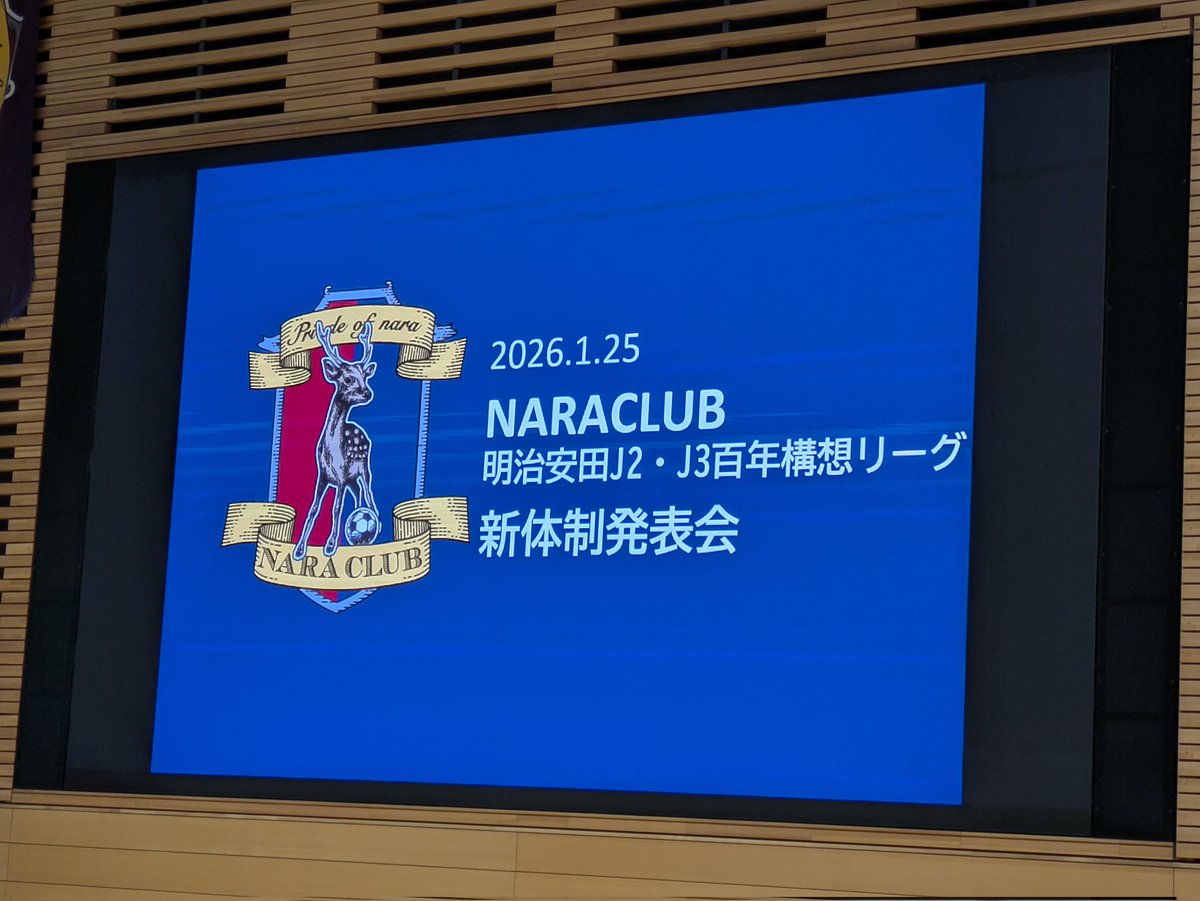 Pride of nara
NARA CLUB
2026.1.25
NARACLUB
明治安田J2・J3百年構想リーグ
新体制発表会